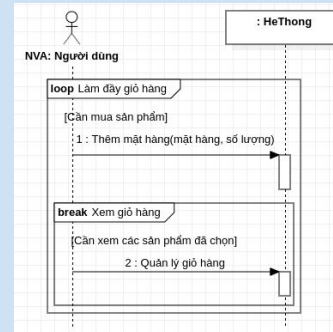 : HeThong
NVA: Người dùng
loop Làm đầy giỏ hàng
[Cần mua sản phẩm]
1 : Thêm mặt hàng(mặt hàng, số lượng)
break Xem giỏ hàng
[Cần xem các sản phẩm đã chọn]
2 : Quản lý giỏ hàng